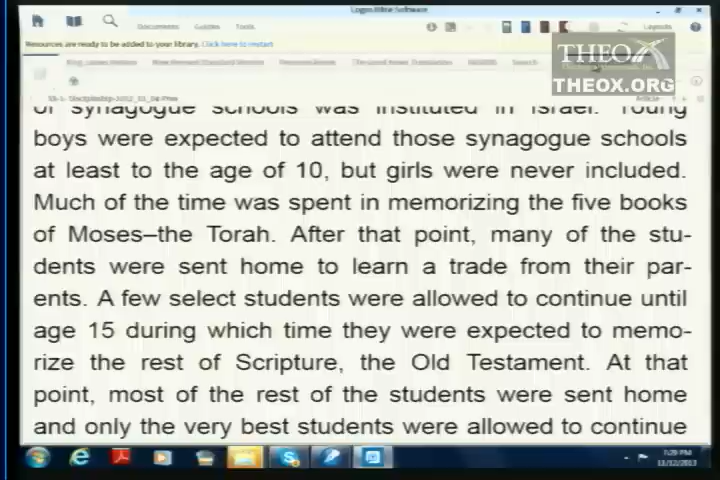 Logos Bible Software
Documents Guides Tools Layouts
Resources are ready to be added to your library. Click here to restart
THEOX
THEOX.ORG
of synagogue schools was instituted in Israel. Young
boys were expected to attend those synagogue schools
at least to the age of 10, but girls were never included.
Much of the time was spent in memorizing the five books
of Moses–the Torah. After that point, many of the stu-
dents were sent home to learn a trade from their par-
ents. A few select students were allowed to continue until
age 15 during which time they were expected to memo-
rize the rest of Scripture, the Old Testament. At that
point, most of the rest of the students were sent home
and only the very best students were allowed to continue
7:29 PM
11/12/2013